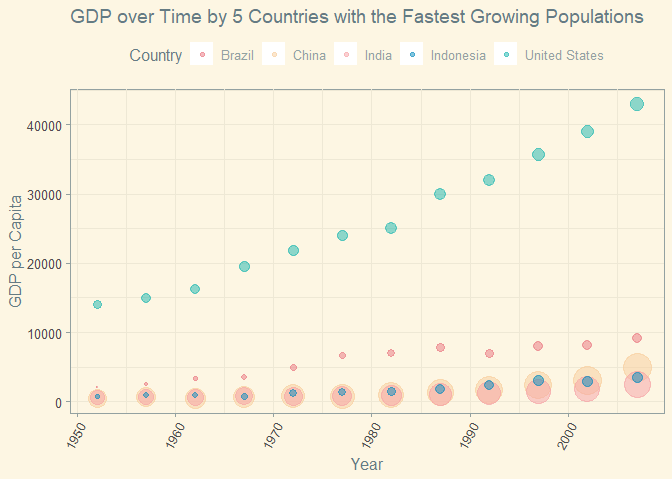 GDP over Time by 5 Countries with the Fastest Growing Populations
Country Brazil China India Indonesia United States
40000
30000
20000
10000
0
GDP per Capita
1950 1960 1970 1980 1990 2000
Year